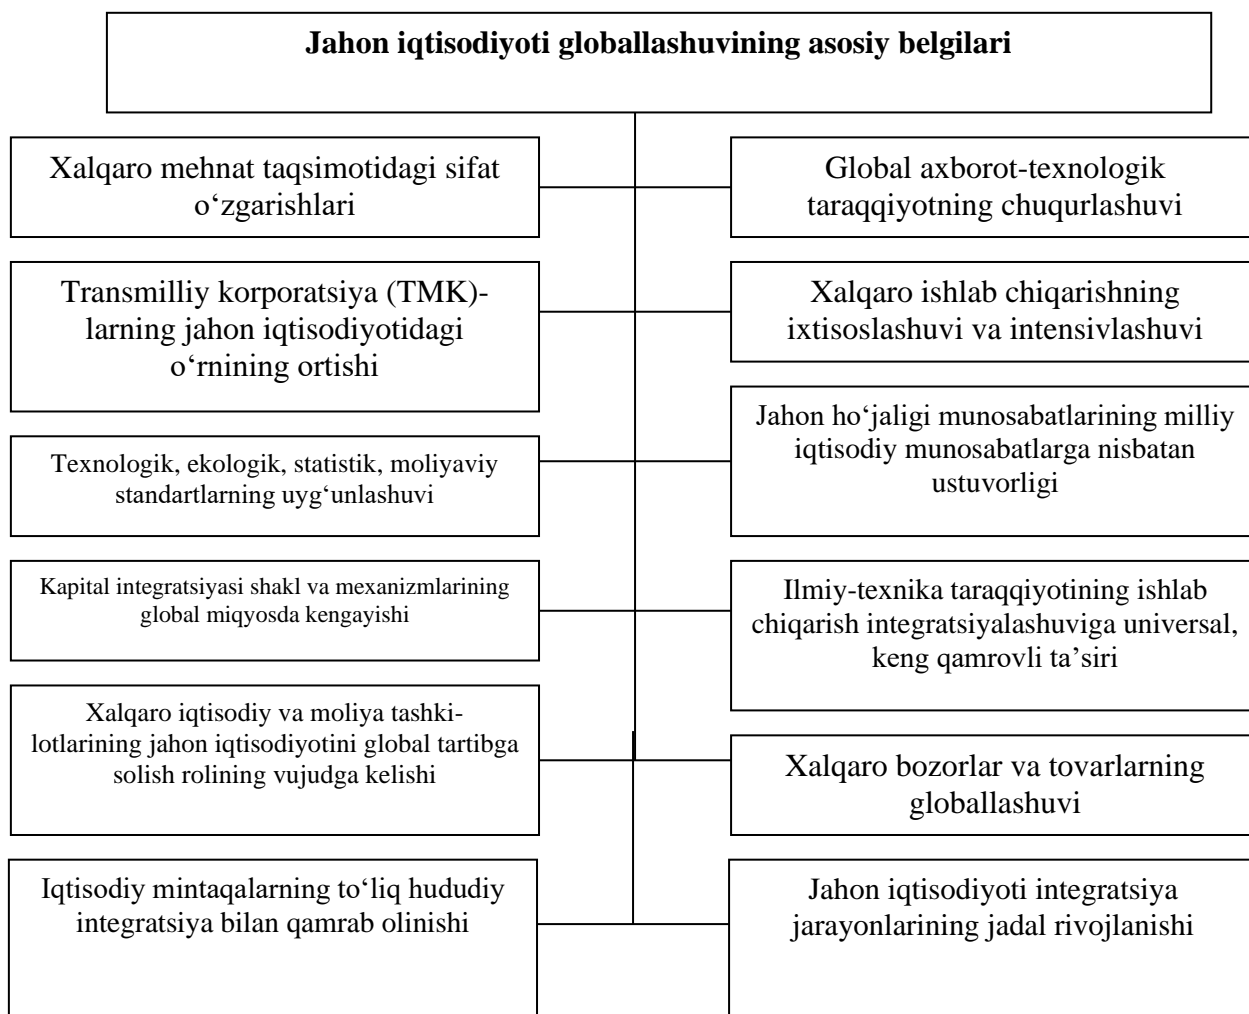 Jahon iqtisodiyoti globallashuvining asosiy belgilari
Xalqaro mehnat taqsimotidagi sifat
o‘zgarishlari
Global axborot-texnologik
taraqqiyotning chuqurlashuvi
Transmilliy korporatsiya (TMK)-
larning jahon iqtisodiyotidagi
o‘rnining ortishi
Xalqaro ishlab chiqarishning
ixtisoslashuvi va intensivlashuvi
Texnologik, ekologik, statistik, moliyaviy
standartlarning uyg‘unlashuvi
Jahon ho‘jaligi munosabatlarining milliy
iqtisodiy munosabatlarga nisbatan
ustuvorligi
Kapital integratsiyasi shakl va mexanizmlarining
global miqyosda kengayishi
Ilmiy-texnika taraqqiyotining ishlab
chiqarish integratsiyalashuviga universal,
keng qamrovli ta’siri
Xalqaro iqtisodiy va moliya tashki-
lotlarining jahon iqtisodiyotini global tartibga
solish rolining vujudga kelishi
Xalqaro bozorlar va tovarlarning
globallashuvi
Iqtisodiy mintaqalarning to‘liq hududiy
integratsiya bilan qamrab olinishi
Jahon iqtisodiyoti integratsiya
jarayonlarining jadal rivojlanishi